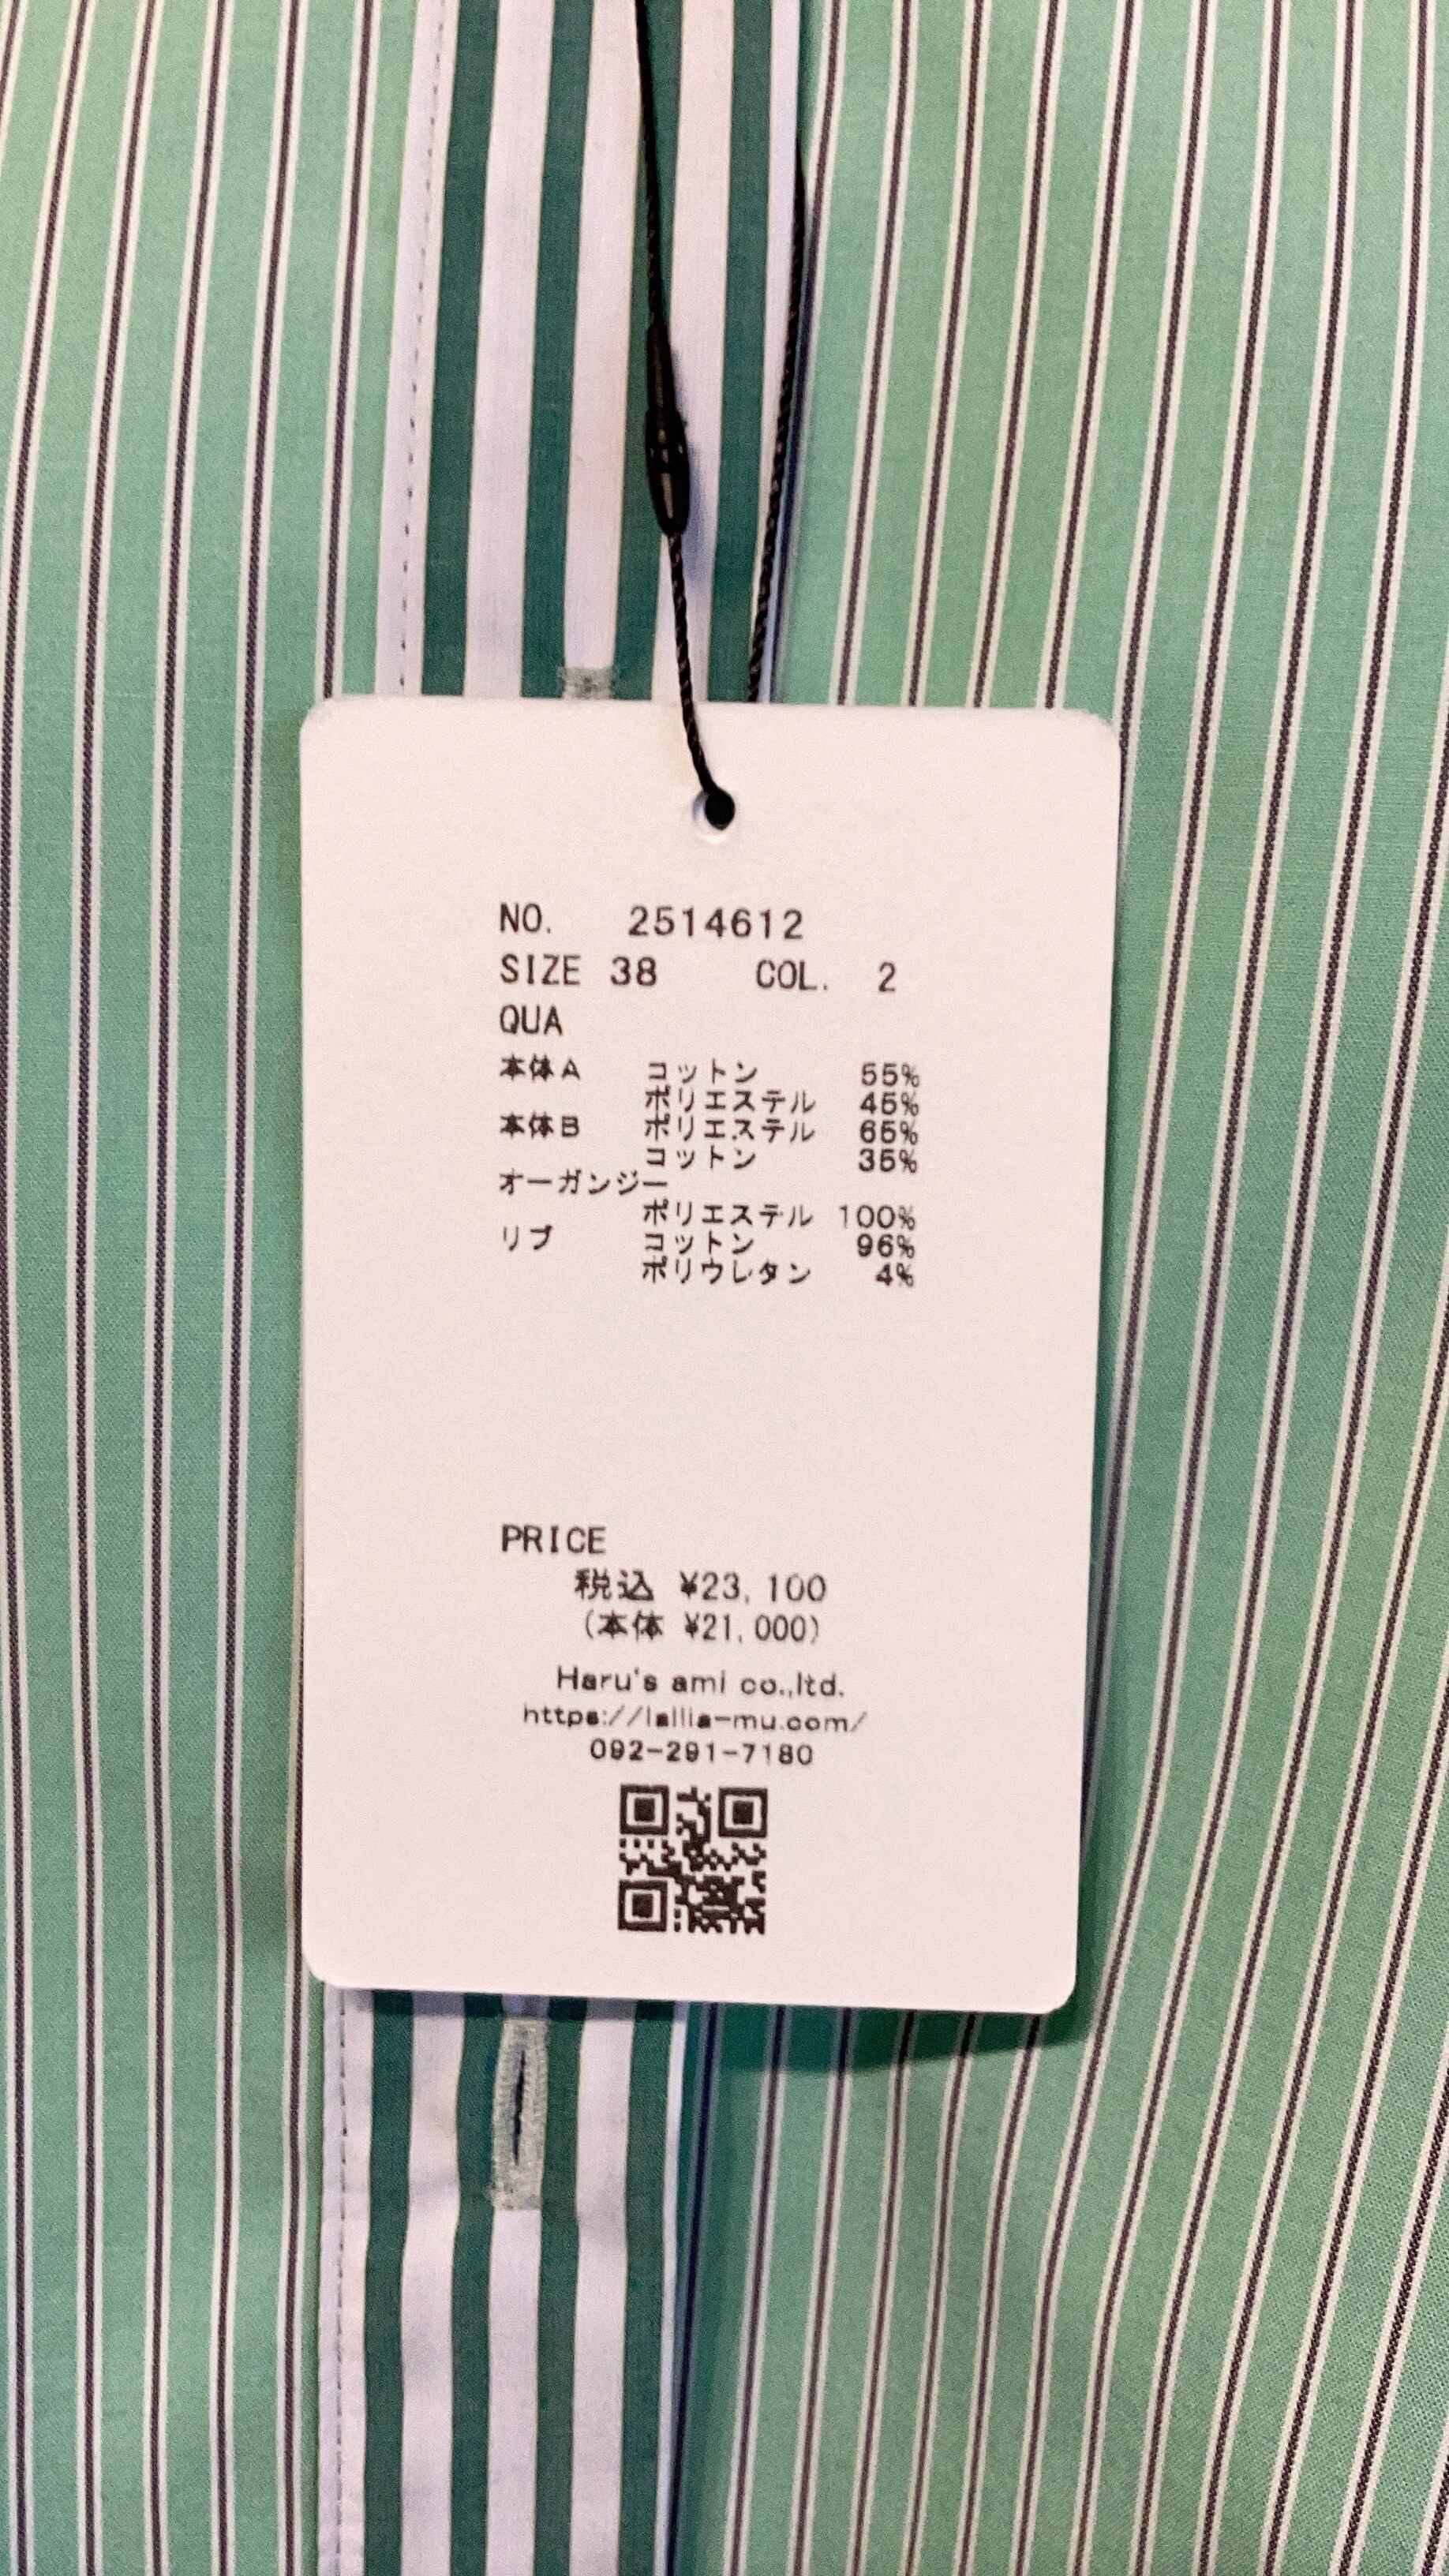 NO. 2514612
SIZE 38 COL. 2
QUA
本体A コットン 55%
ポリエステル 45%
本体B ポリエステル 65%
コットン 35%
オーガンジー
ポリエステル 100%
リブ コットン 96%
ポリウレタン 4%
PRICE
税込 ¥23,100
(本体 ¥21,000)
Haru's ami co.,ltd.
https://lallia-mu.com/
092-291-7180